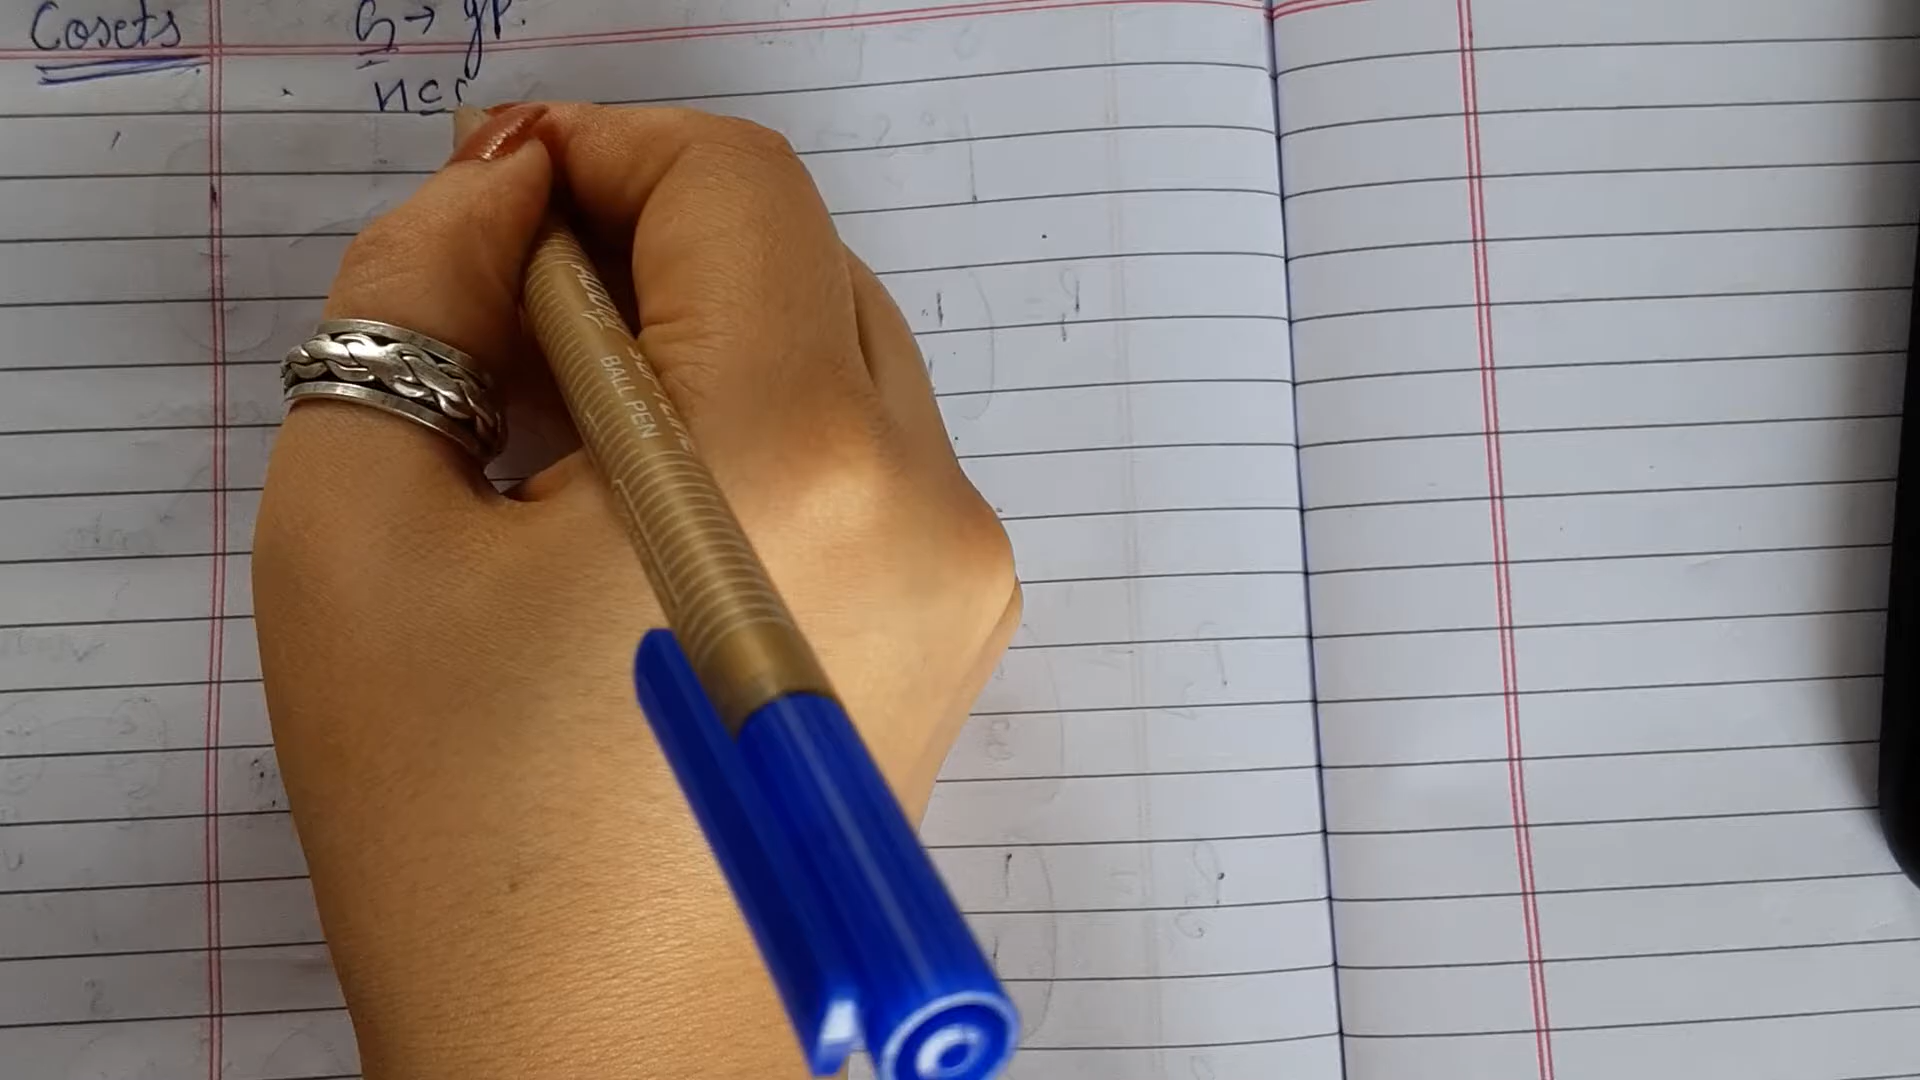 Cosets
G → gp.
H ⊆ G
BALL PEN